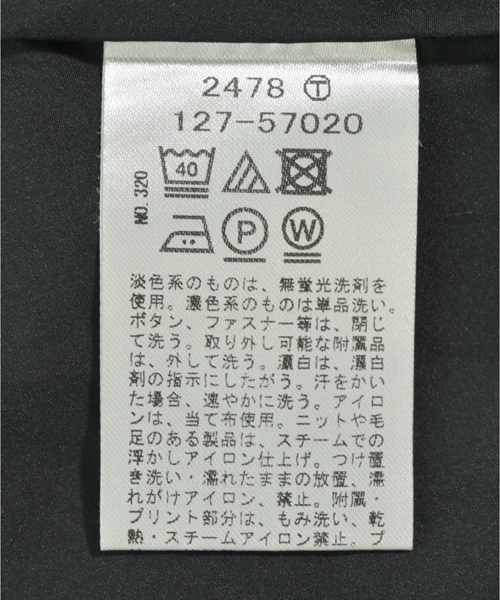 2478 Ⓣ
127-57020
NO.320
40
P
W
淡色系のものは、無蛍光洗剤を
使用。濃色系のものは単品洗い。
ボタン、ファスナー等は、閉じ
て洗う。取り外し可能な附属品
は、外して洗う。漂白は、漂白
剤の指示にしたがう。汗をかい
た場合、速やかに洗う。アイロ
ンは、当て布使用。ニットや毛
足のある製品は、スチームでの
浮かしアイロン仕上げ。つけ置
き洗い・濡れたままの放置、濡
れがけアイロン、禁止。附属・
プリント部分は、もみ洗い、乾
熱・スチームアイロン禁止。プ